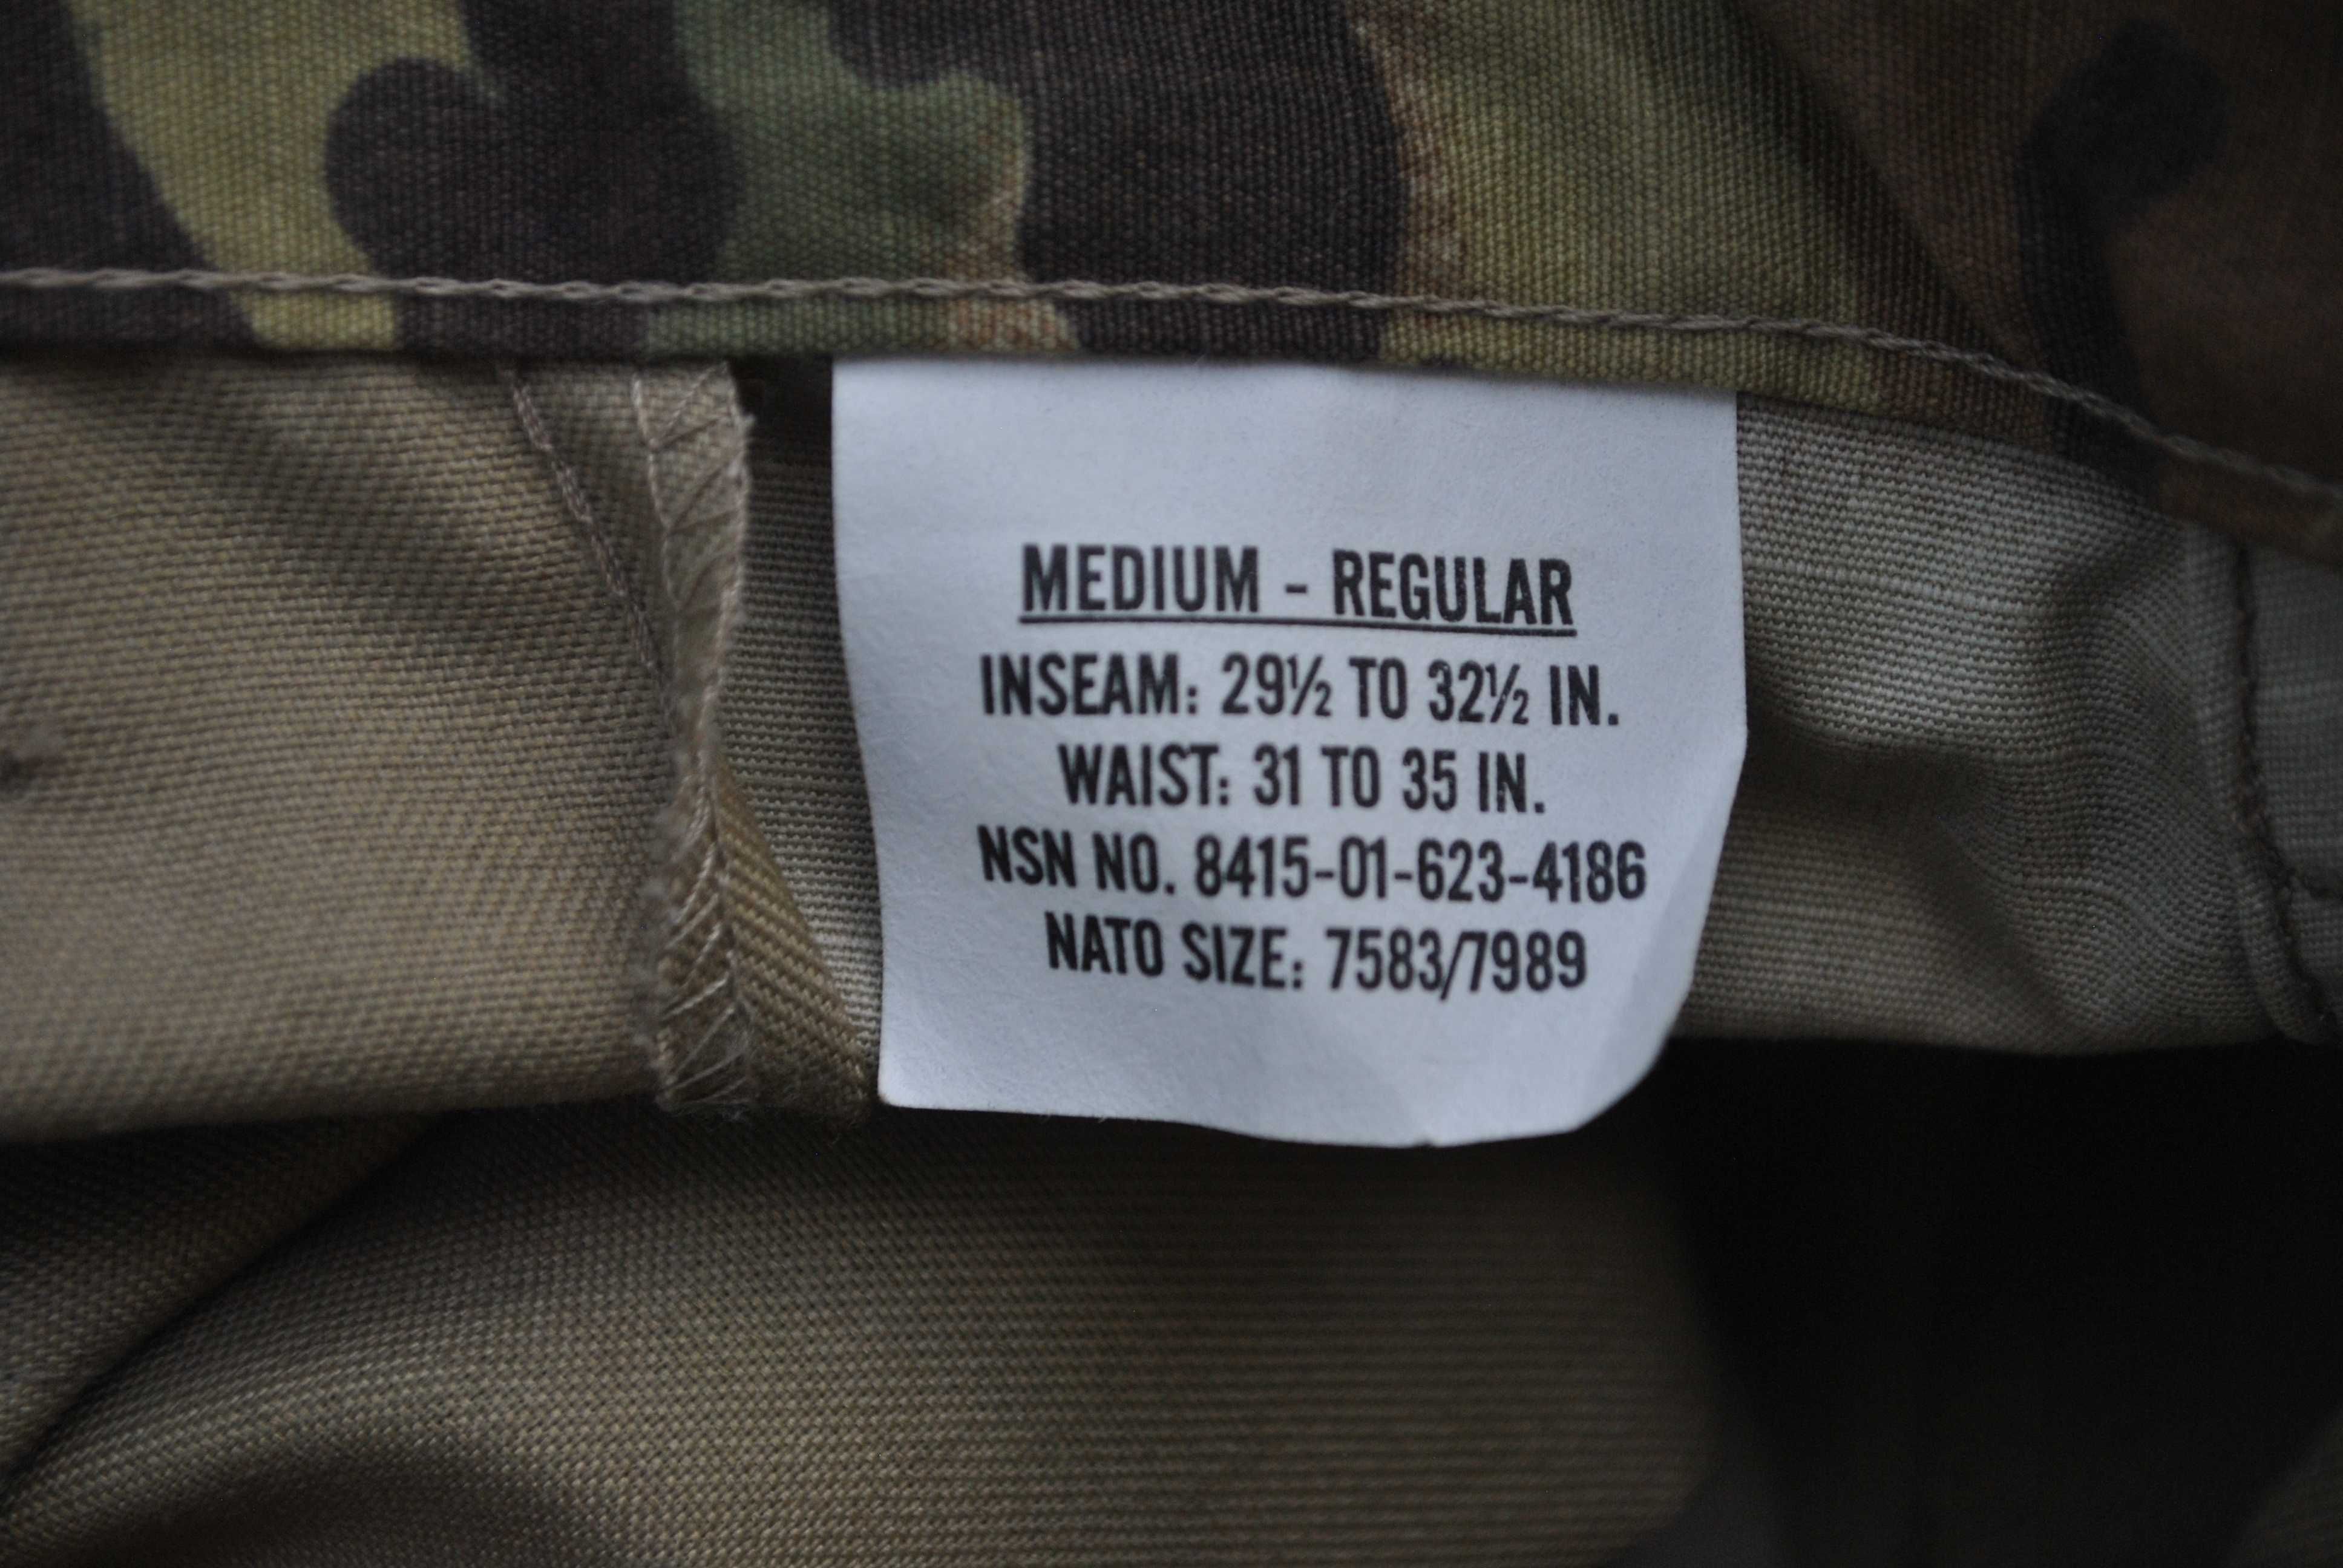 MEDIUM - REGULAR
INSEAM: 29½ TO 32½ IN.
WAIST: 31 TO 35 IN.
NSN NO. 8415-01-623-4186
NATO SIZE: 7583/7989